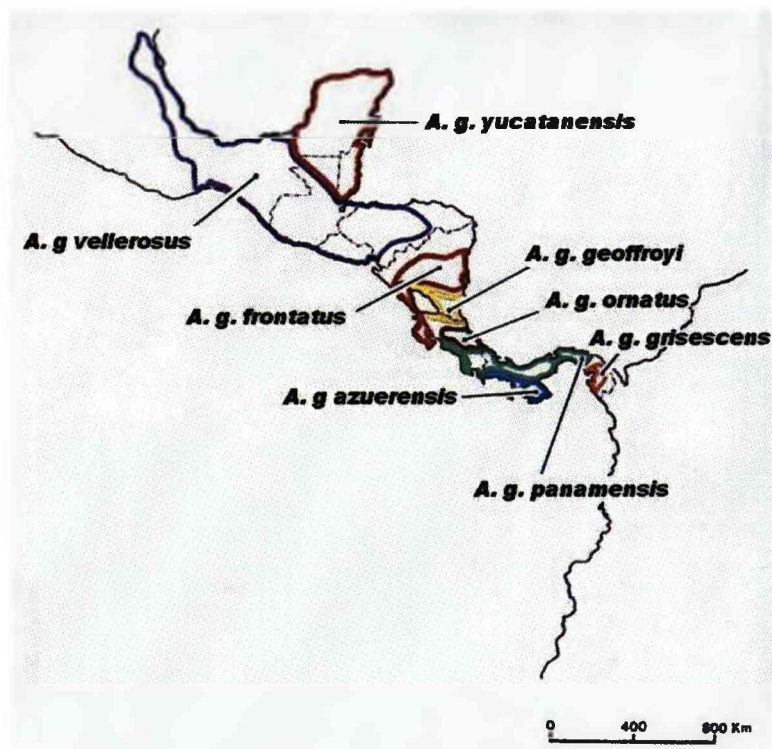 A. g. yucatanensis
A. g vellerosus
A. g. geoffroyi
A. g. frontatus
A. g. ornatus
A. g. grisescens
A. g azuerensis
A. g. panamensis
0 400 800 Km